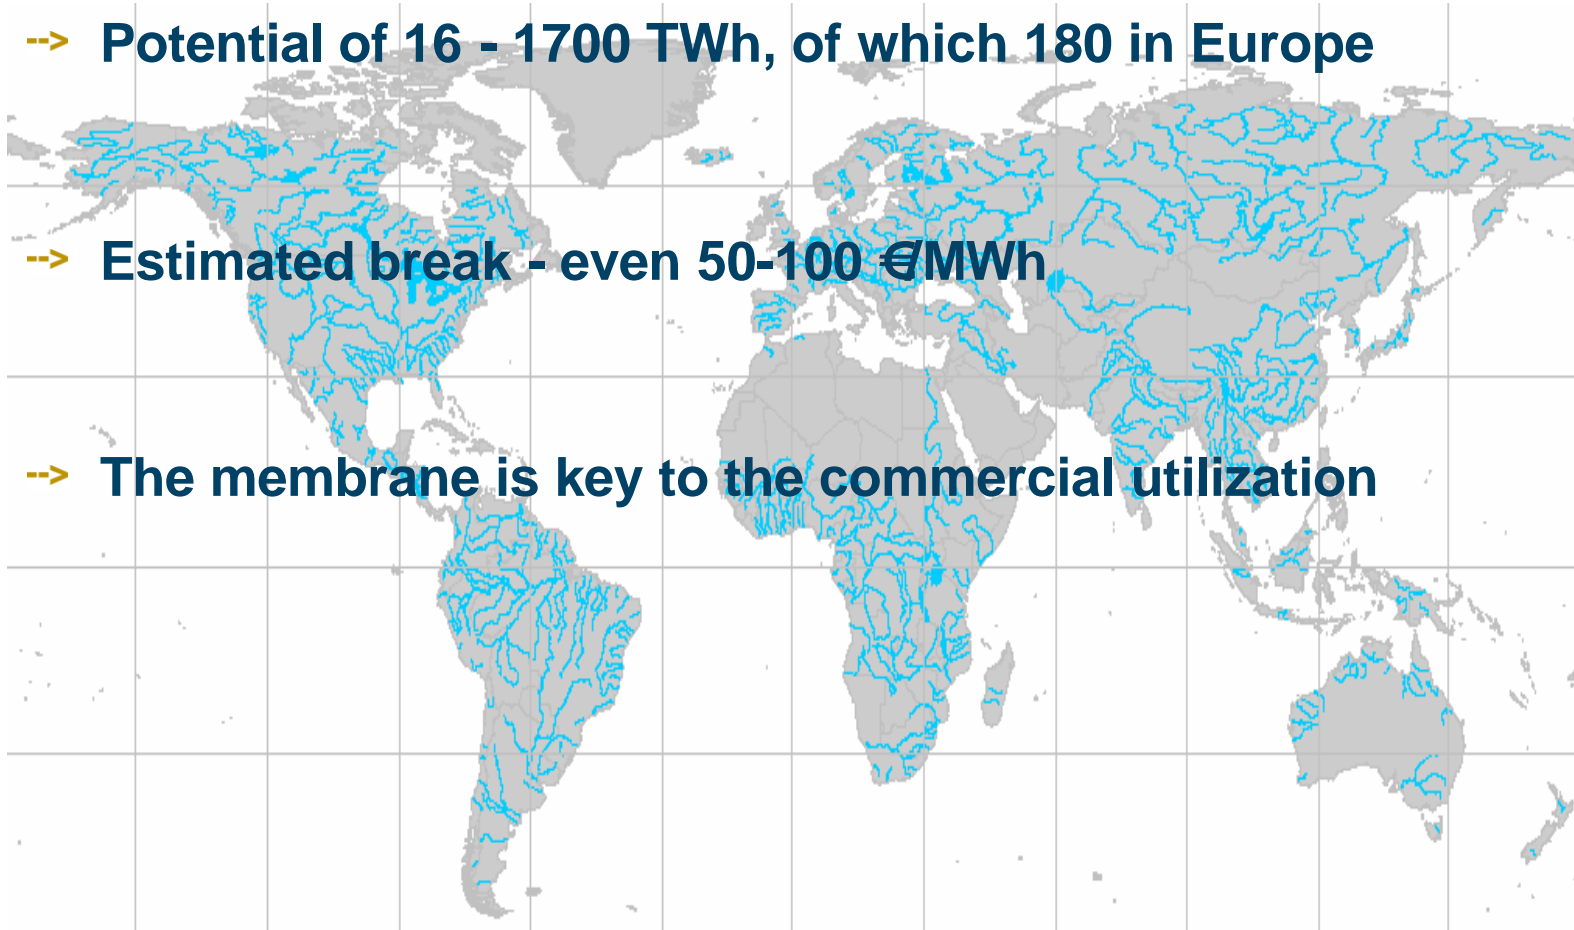 --> Potential of 16 - 1700 TWh, of which 180 in Europe
--> Estimated break - even 50-100 €/MWh
--> The membrane is key to the commercial utilization